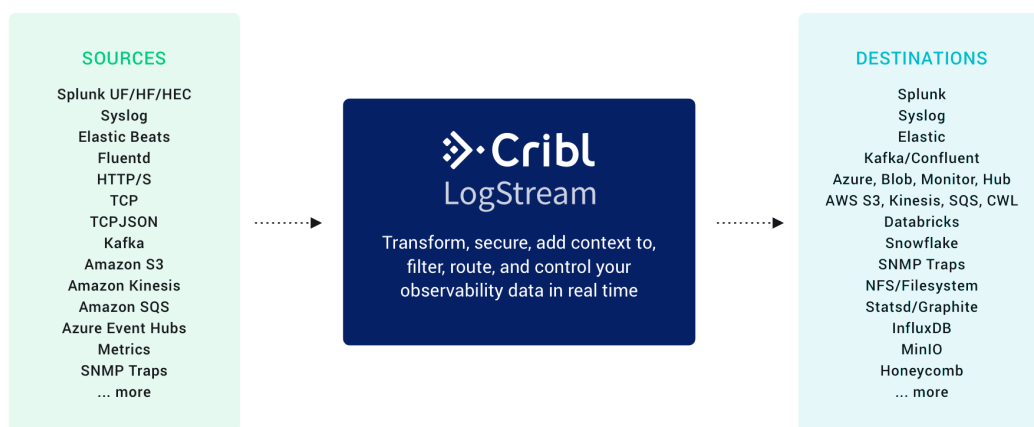 SOURCES
Splunk UF/HF/HEC
Syslog
Elastic Beats
Fluentd
HTTP/S
TCP
TCPJSON
Kafka
Amazon S3
Amazon Kinesis
Amazon SQS
Azure Event Hubs
Metrics
SNMP Traps
... more
Cribl
LogStream
Transform, secure, add context to,
filter, route, and control your
observability data in real time
DESTINATIONS
Splunk
Syslog
Elastic
Kafka/Confluent
Azure, Blob, Monitor, Hub
AWS S3, Kinesis, SQS, CWL
Databricks
Snowflake
SNMP Traps
NFS/Filesystem
Statsd/Graphite
InfluxDB
MinIO
Honeycomb
... more